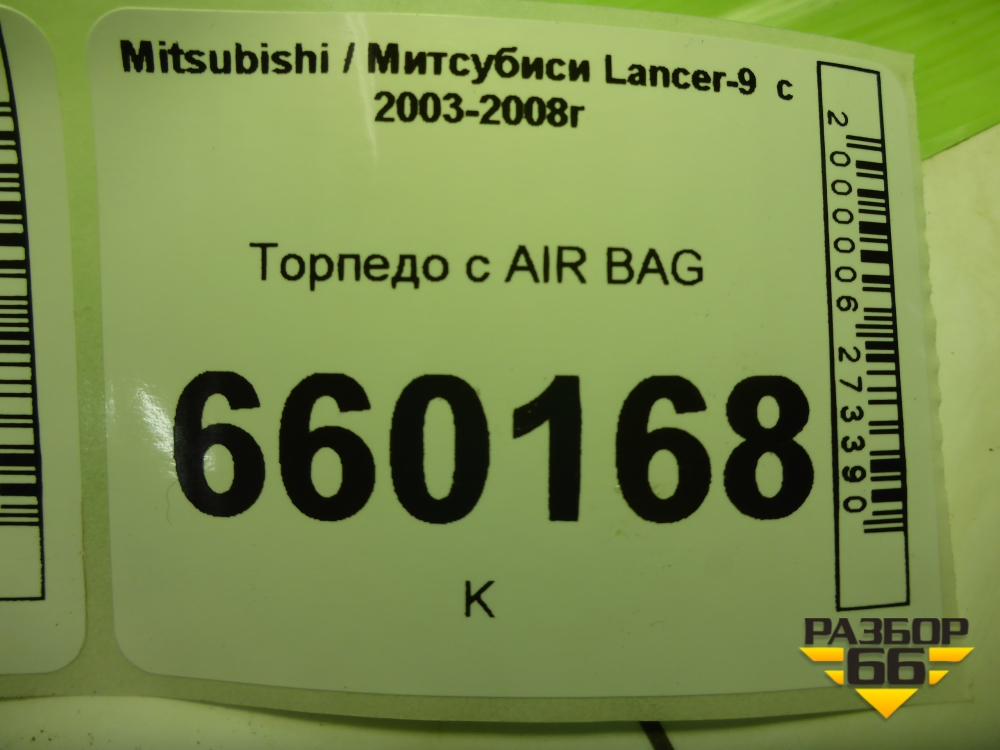 Mitsubishi / Митсубиси Lancer-9 с
2003-2008г
Торпедо с AIR BAG
660168
К
2000006273390
РАЗБОР
66